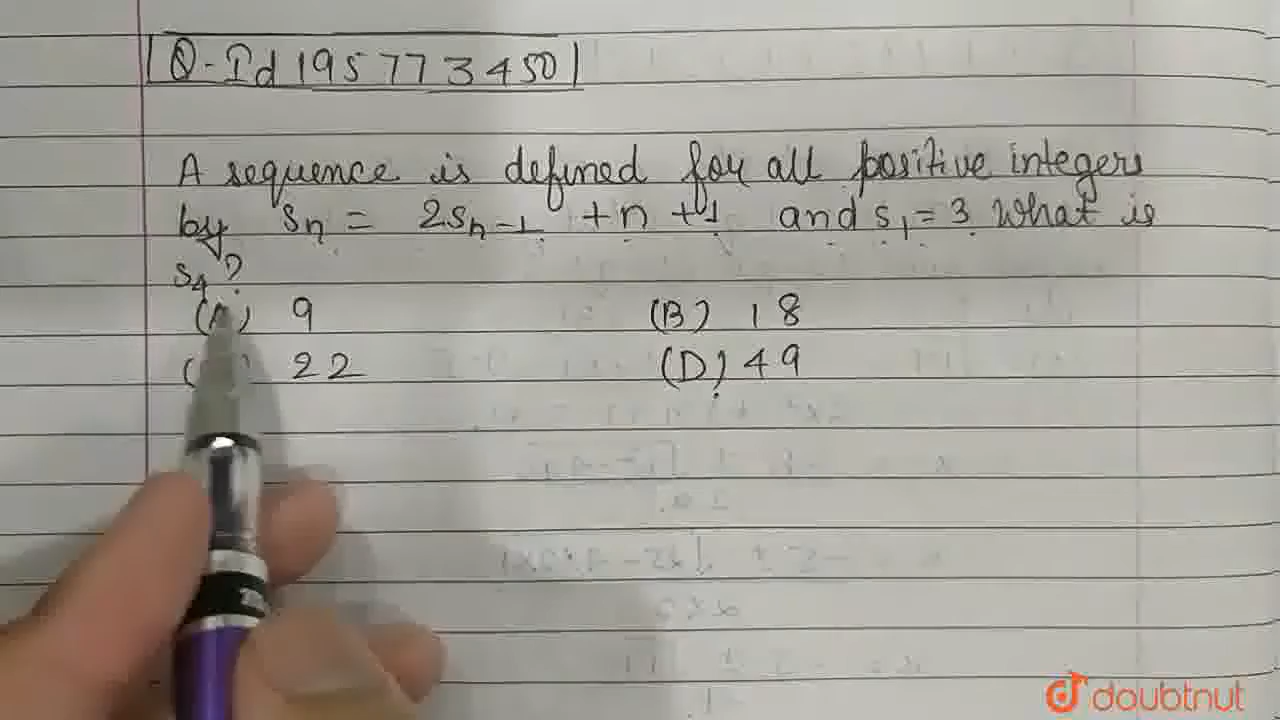 Q-Id 195773450
A sequence is defined for all positive integers
by Sn = 2Sn-1 + n + 1 and S1 = 3 What is
S4?
(A) 9 (B) 18
22 (D) 49
doubtnut